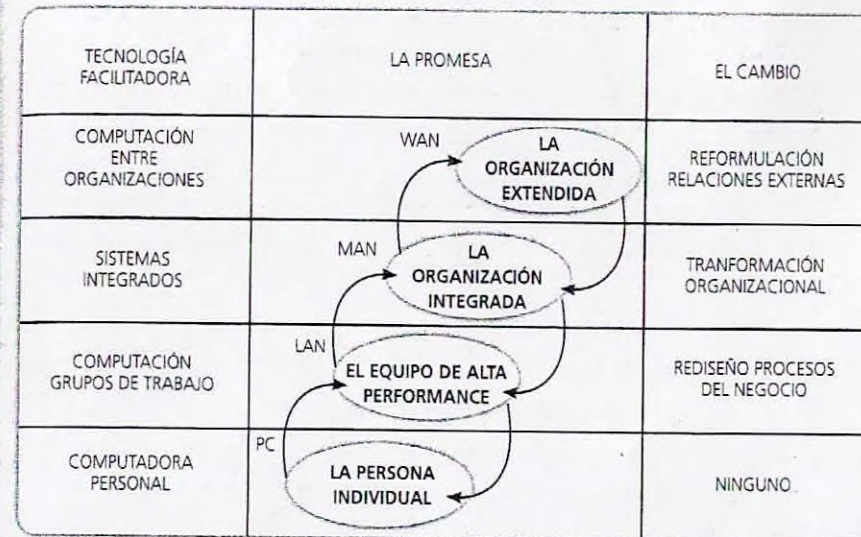 TECNOLOGÍA
FACILITADORA
LA PROMESA
EL CAMBIO
COMPUTACIÓN
ENTRE
ORGANIZACIONES
WAN
LA
ORGANIZACIÓN
EXTENDIDA
REFORMULACIÓN
RELACIONES EXTERNAS
SISTEMAS
INTEGRADOS
MAN
LA
ORGANIZACIÓN
INTEGRADA
TRANFORMACIÓN
ORGANIZACIONAL
COMPUTACIÓN
GRUPOS DE TRABAJO
LAN
EL EQUIPO DE ALTA
PERFORMANCE
REDISEÑO PROCESOS
DEL NEGOCIO
COMPUTADORA
PERSONAL
PC
LA PERSONA
INDIVIDUAL
NINGUNO